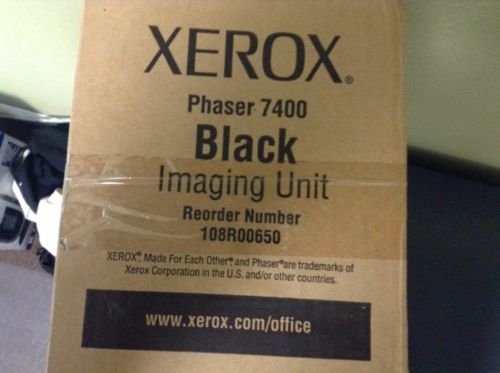 XEROX®
Phaser 7400
Black
Imaging Unit
Reorder Number
108R00650
XEROX®, Made For Each Other® and Phaser® are trademarks of
Xerox Corporation in the U.S. and/or other countries.
www.xerox.com/office